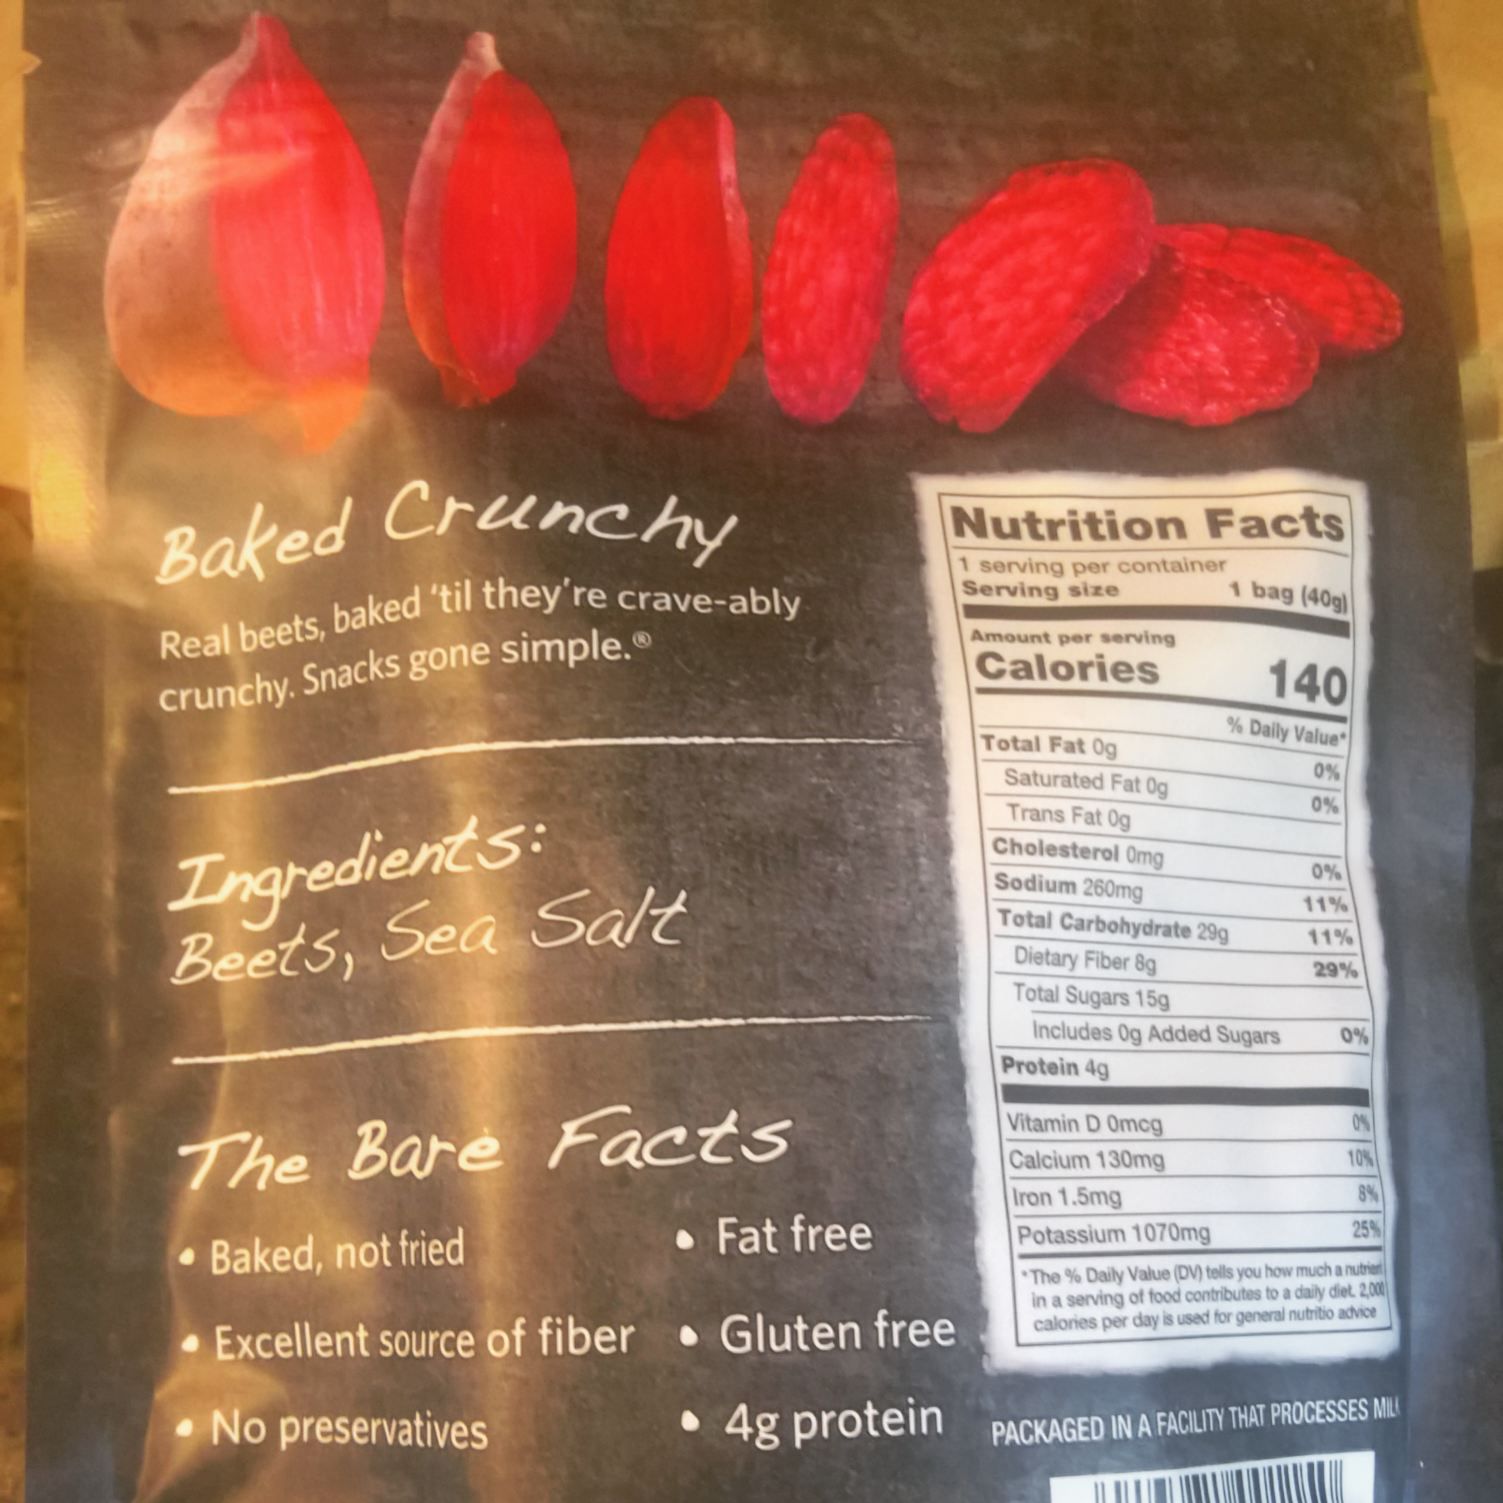 Baked Crunchy
Real beets, baked 'til they're crave-ably
crunchy. Snacks gone simple.®
Ingredients:
Beets, Sea Salt
The Bare Facts
• Baked, not fried
• Excellent source of fiber
• No preservatives
• Fat free
• Gluten free
• 4g protein
Nutrition Facts
1 serving per container
Serving size 1 bag (40g)
Amount per serving
Calories 140
% Daily Value*
Total Fat 0g 0%
Saturated Fat 0g 0%
Trans Fat 0g
Cholesterol 0mg 0%
Sodium 260mg 11%
Total Carbohydrate 29g 11%
Dietary Fiber 8g 29%
Total Sugars 15g
Includes 0g Added Sugars 0%
Protein 4g
Vitamin D 0mcg 0%
Calcium 130mg 10%
Iron 1.5mg 8%
Potassium 1070mg 25%
*The % Daily Value (DV) tells you how much a nutrient
in a serving of food contributes to a daily diet. 2,000
calories per day is used for general nutritio advice
PACKAGED IN A FACILITY THAT PROCESSES MILK